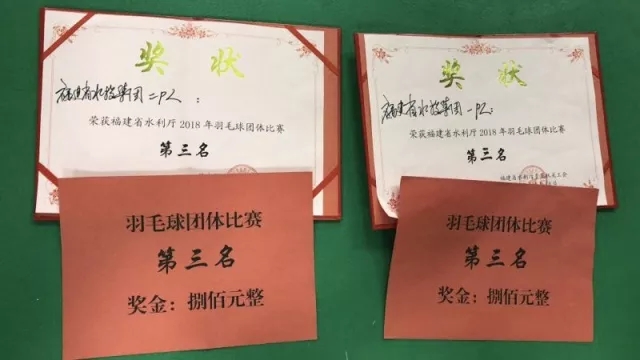 奖状
福建省水投集团二队：
荣获福建省水利厅2018年羽毛球团体比赛
第三名
羽毛球团体比赛
第三名
奖金：捌佰元整
奖状
福建省水投集团一队：
荣获福建省水利厅2018年羽毛球团体比赛
第三名
羽毛球团体比赛
第三名
奖金：捌佰元整